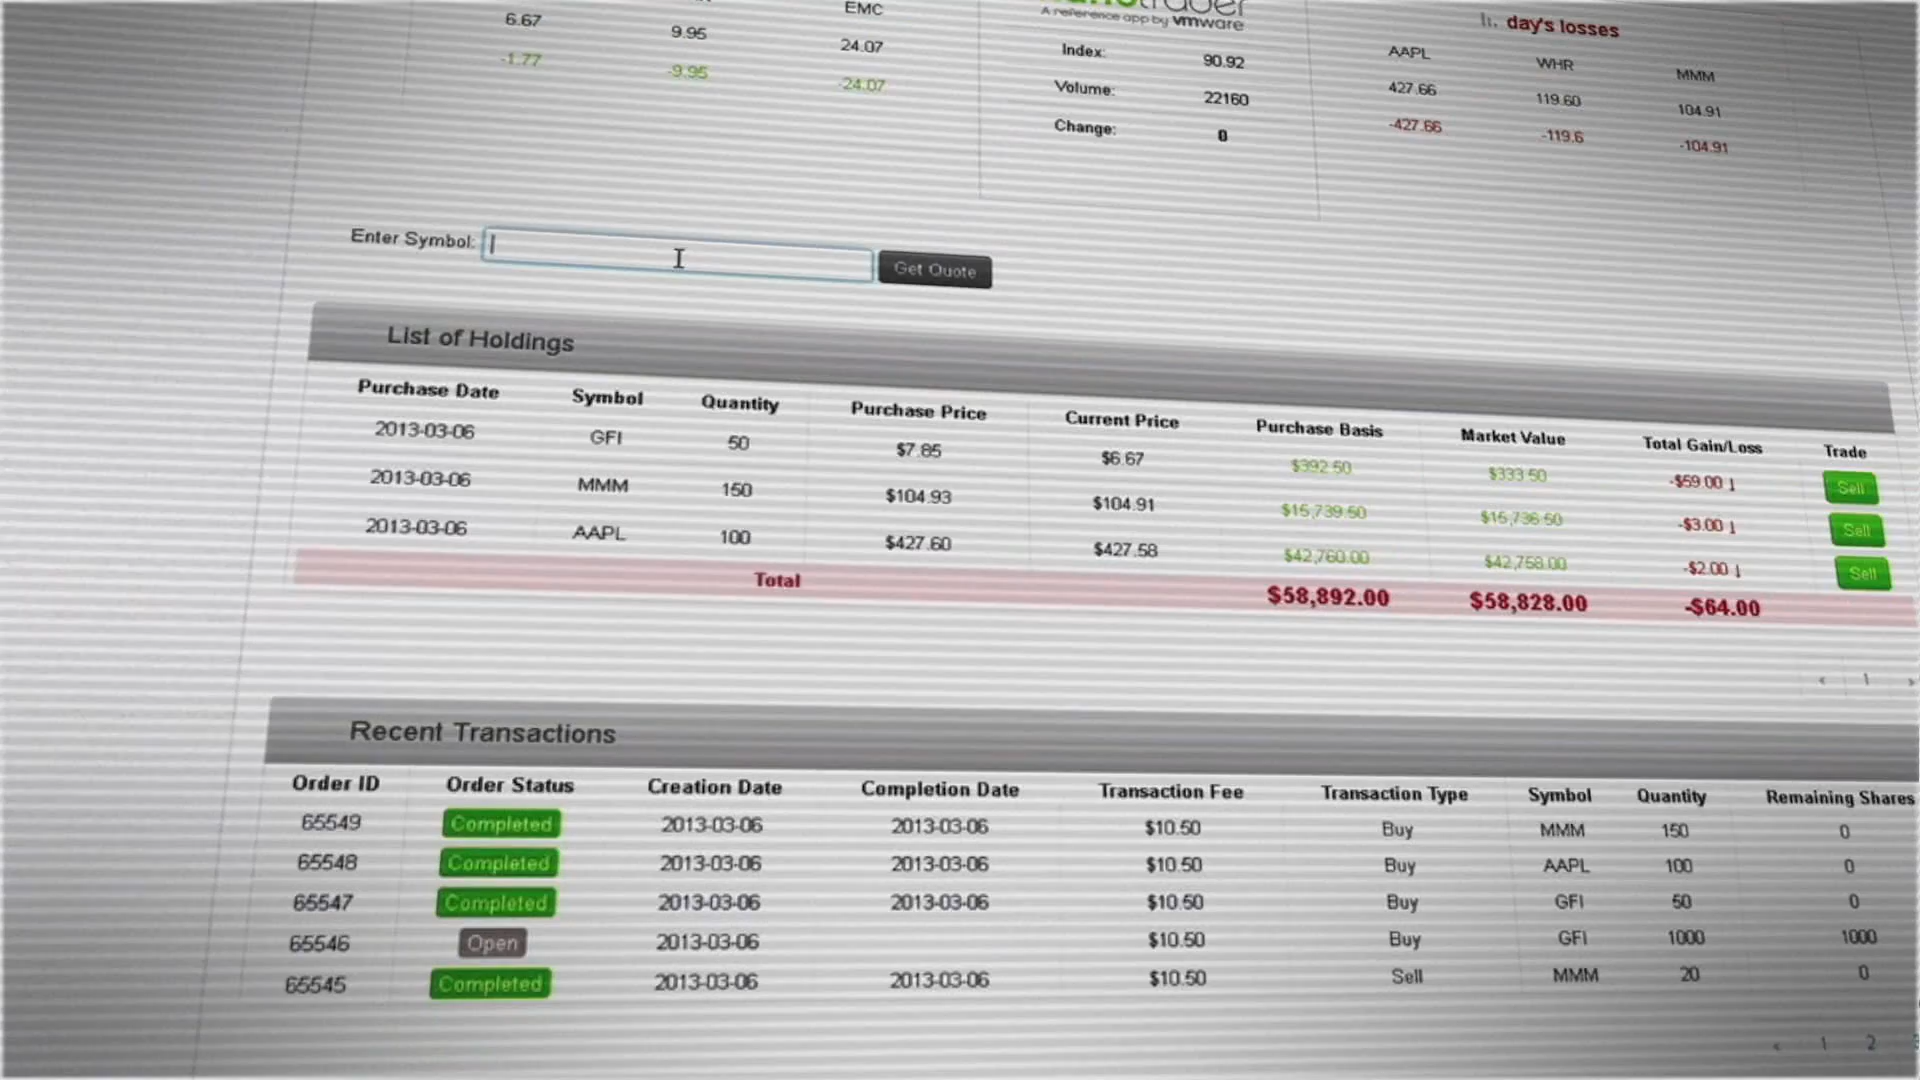 EMC
6.67 9.95 24.07
-1.77 -9.95 -24.07
A reference app by vmware
Index: 90.92
Volume: 22160
Change: 0
day's losses
AAPL WHR MMM
427.66 119.60 104.91
-427.66 -119.6 -104.91
Enter Symbol: Get Quote
List of Holdings
Purchase Date Symbol Quantity Purchase Price Current Price Purchase Basis Market Value Total Gain/Loss Trade
2013-03-06 GFI 50 $7.85 $6.67 $392.50 $333.50 -$59.00 ↓ Sell
2013-03-06 MMM 150 $104.93 $104.91 $15,739.50 $15,736.50 -$3.00 ↓ Sell
2013-03-06 AAPL 100 $427.60 $427.58 $42,760.00 $42,758.00 -$2.00 ↓ Sell
Total $58,892.00 $58,828.00 -$64.00
‹ 1 ›
Recent Transactions
Order ID Order Status Creation Date Completion Date Transaction Fee Transaction Type Symbol Quantity Remaining Shares
65549 Completed 2013-03-06 2013-03-06 $10.50 Buy MMM 150 0
65548 Completed 2013-03-06 2013-03-06 $10.50 Buy AAPL 100 0
65547 Completed 2013-03-06 2013-03-06 $10.50 Buy GFI 50 0
65546 Open 2013-03-06 $10.50 Buy GFI 1000 1000
65545 Completed 2013-03-06 2013-03-06 $10.50 Sell MMM 20 0
‹ 1 2